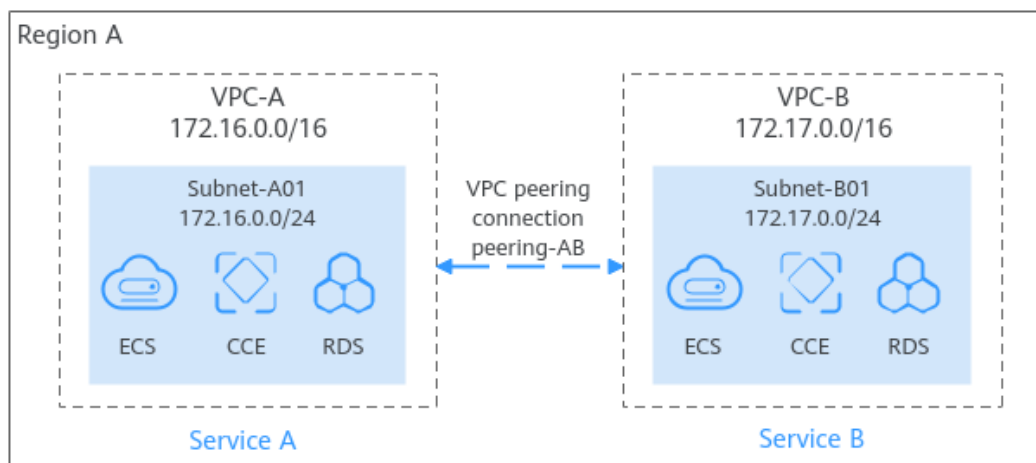 Region A
VPC-A
172.16.0.0/16
Subnet-A01
172.16.0.0/24
ECS
CCE
RDS
Service A
VPC peering
connection
peering-AB
VPC-B
172.17.0.0/16
Subnet-B01
172.17.0.0/24
ECS
CCE
RDS
Service B